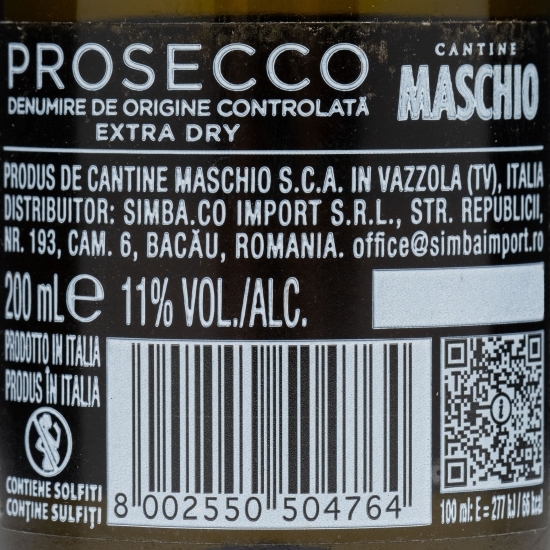 PROSECCO
DENUMIRE DE ORIGINE CONTROLATĂ
EXTRA DRY
CANTINE
MASCHIO
PRODUS DE CANTINE MASCHIO S.C.A. IN VAZZOLA (TV), ITALIA
DISTRIBUITOR: SIMBA.CO IMPORT S.R.L., STR. REPUBLICII,
NR. 193, CAM. 6, BACĂU, ROMANIA. office@simbaimport.ro
200 mL e 11% VOL./ALC.
PRODOTTO IN ITALIA
PRODUS ÎN ITALIA
CONTIENE SOLFITI
CONȚINE SULFIȚI
8 002550 504764
100 ml: E = 277 kJ / 66 kcal